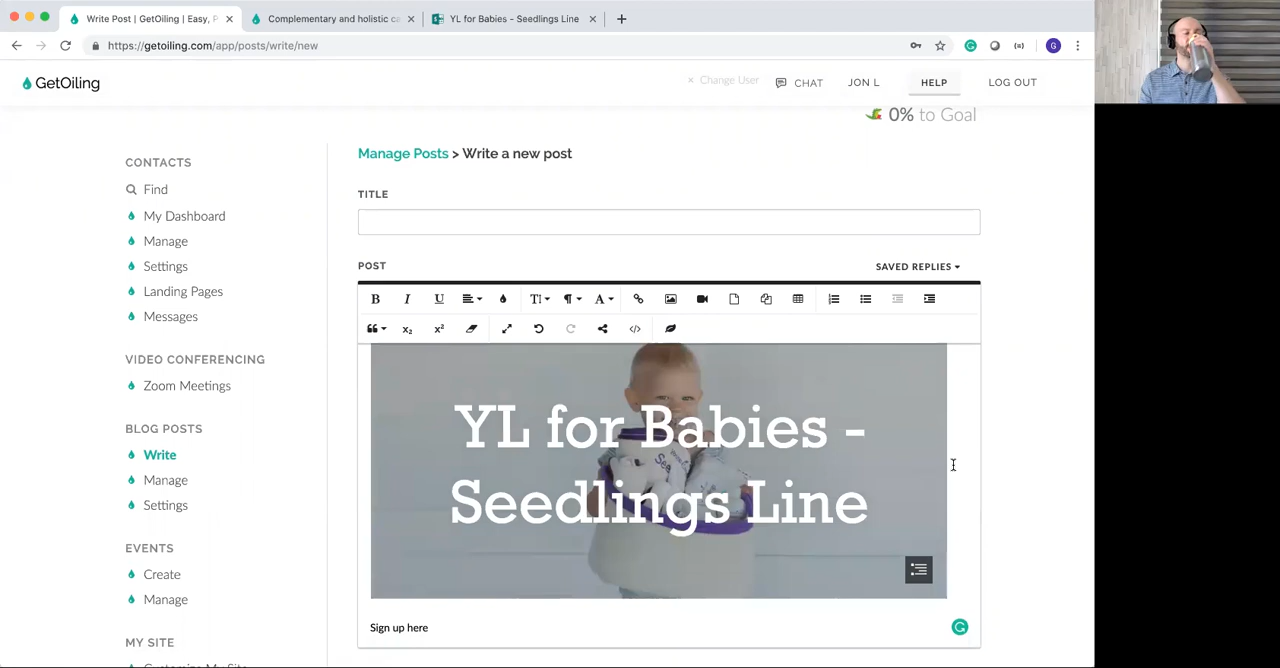 Write Post | GetOiling | Easy, P
Complementary and holistic ca
YL for Babies - Seedlings Line
https://getoiling.com/app/posts/write/new
GetOiling
× Change User
CHAT
JON L
HELP
LOG OUT
0% to Goal
CONTACTS
Find
My Dashboard
Manage
Settings
Landing Pages
Messages
VIDEO CONFERENCING
Zoom Meetings
BLOG POSTS
Write
Manage
Settings
EVENTS
Create
Manage
MY SITE
Customize My Site
Manage Posts > Write a new post
TITLE
POST
SAVED REPLIES
YL for Babies -
Seedlings Line
Sign up here